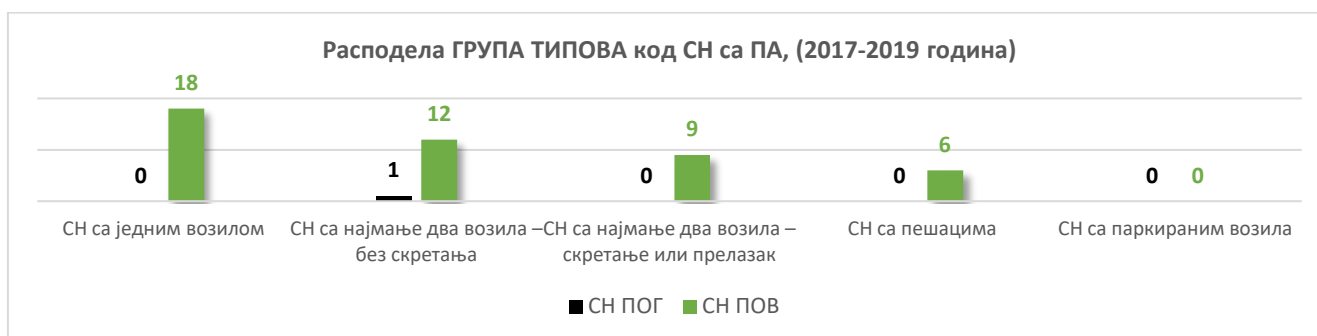 Расподела ГРУПА ТИПОВА код СН са ПА, (2017-2019 година)
18
12
9
6
0
1
0
0
0 0
СН са једним возилом
СН са најмање два возила –
без скретања
СН са најмање два возила –
скретање или прелазак
СН са пешацима
СН са паркираним возила
СН ПОГ СН ПОВ